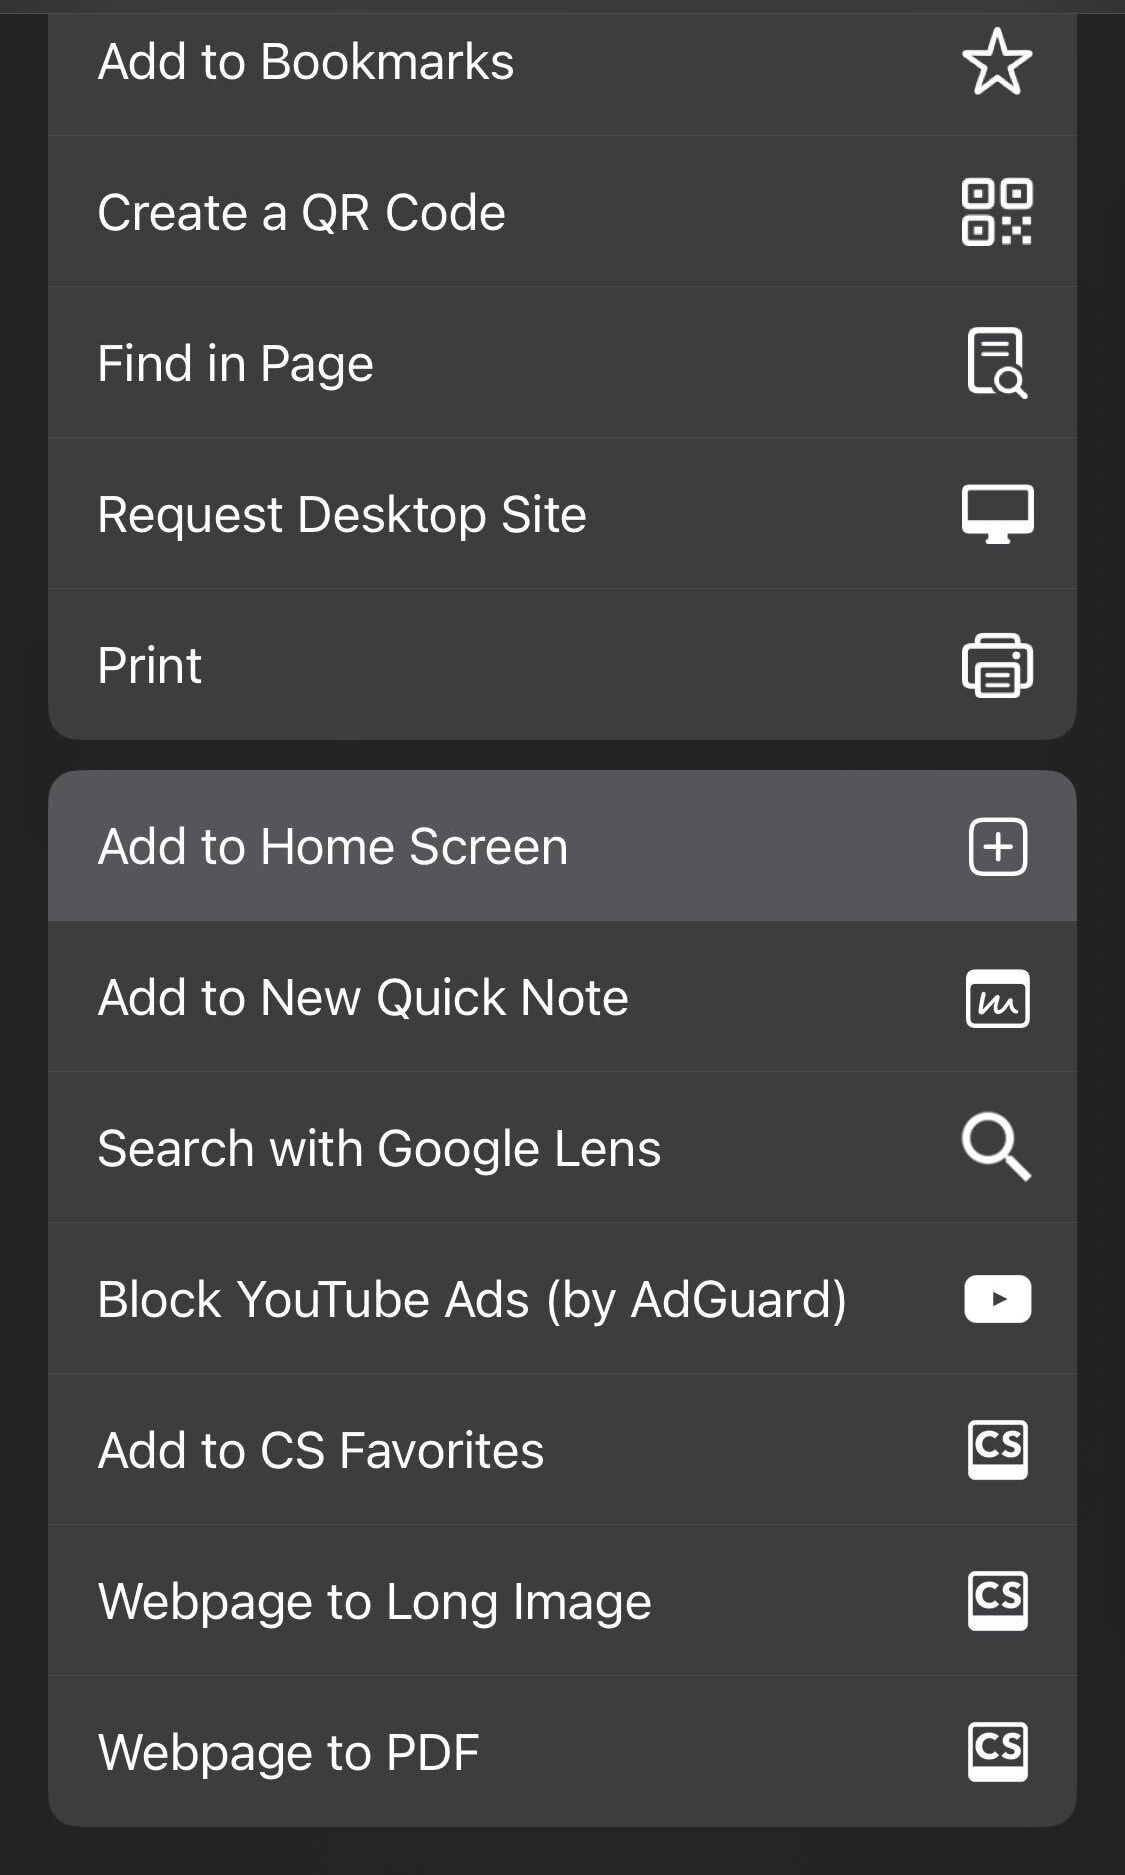 Add to Bookmarks
Create a QR Code
Find in Page
Request Desktop Site
Print
Add to Home Screen
Add to New Quick Note
Search with Google Lens
Block YouTube Ads (by AdGuard)
Add to CS Favorites
CS
Webpage to Long Image
CS
Webpage to PDF
CS